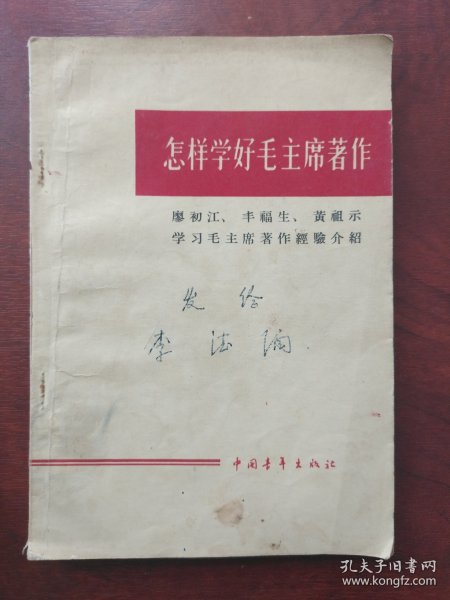 怎样学好毛主席著作
廖初江、丰福生、黃祖示
学习毛主席著作經驗介紹
发给
李法
中国青年出版社
孔夫子旧书网
www.kongfz.com